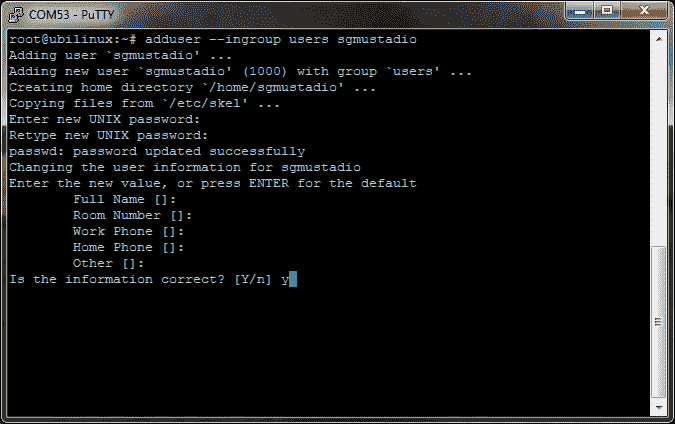 COM53 - PuTTY
root@ubilinux:~# adduser --ingroup users sgmustadio
Adding user `sgmustadio' ...
Adding new user `sgmustadio' (1000) with group `users' ...
Creating home directory `/home/sgmustadio' ...
Copying files from `/etc/skel' ...
Enter new UNIX password:
Retype new UNIX password:
passwd: password updated successfully
Changing the user information for sgmustadio
Enter the new value, or press ENTER for the default
        Full Name []:
        Room Number []:
        Work Phone []:
        Home Phone []:
        Other []:
Is the information correct? [Y/n] y